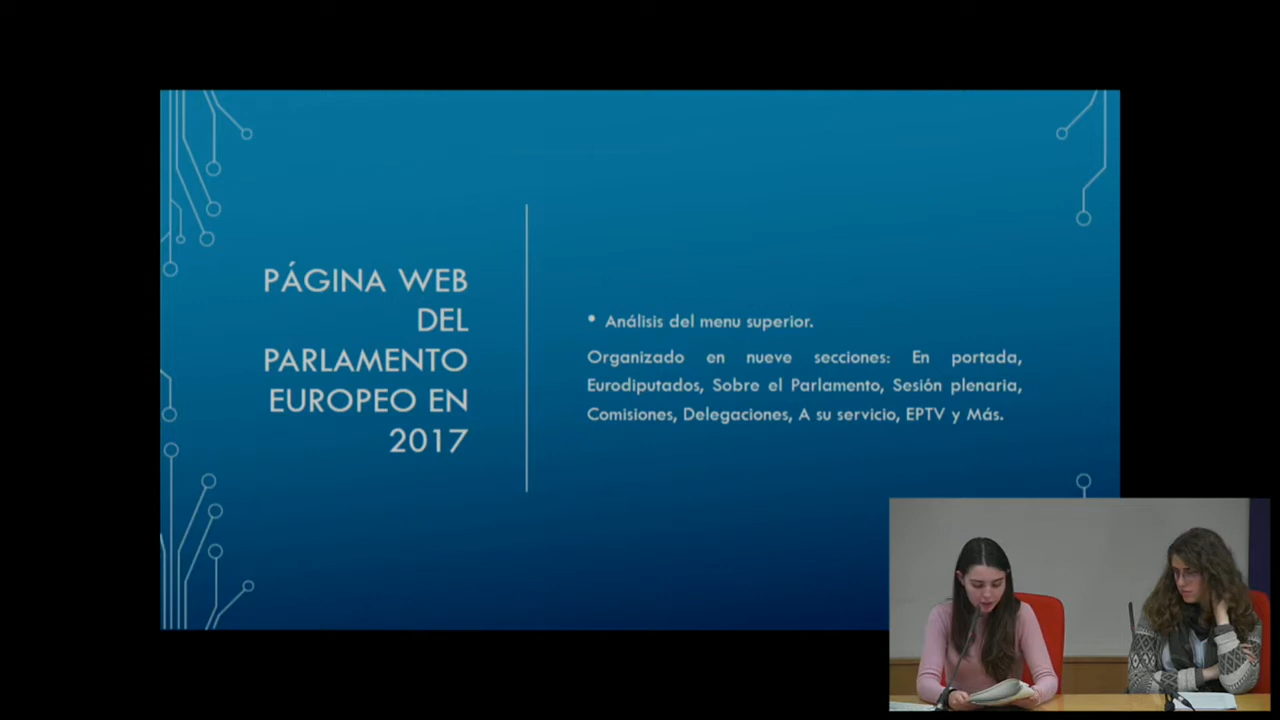 PÁGINA WEB
DEL
PARLAMENTO
EUROPEO EN
2017
• Análisis del menu superior.
Organizado en nueve secciones: En portada,
Eurodiputados, Sobre el Parlamento, Sesión plenaria,
Comisiones, Delegaciones, A su servicio, EPTV y Más.